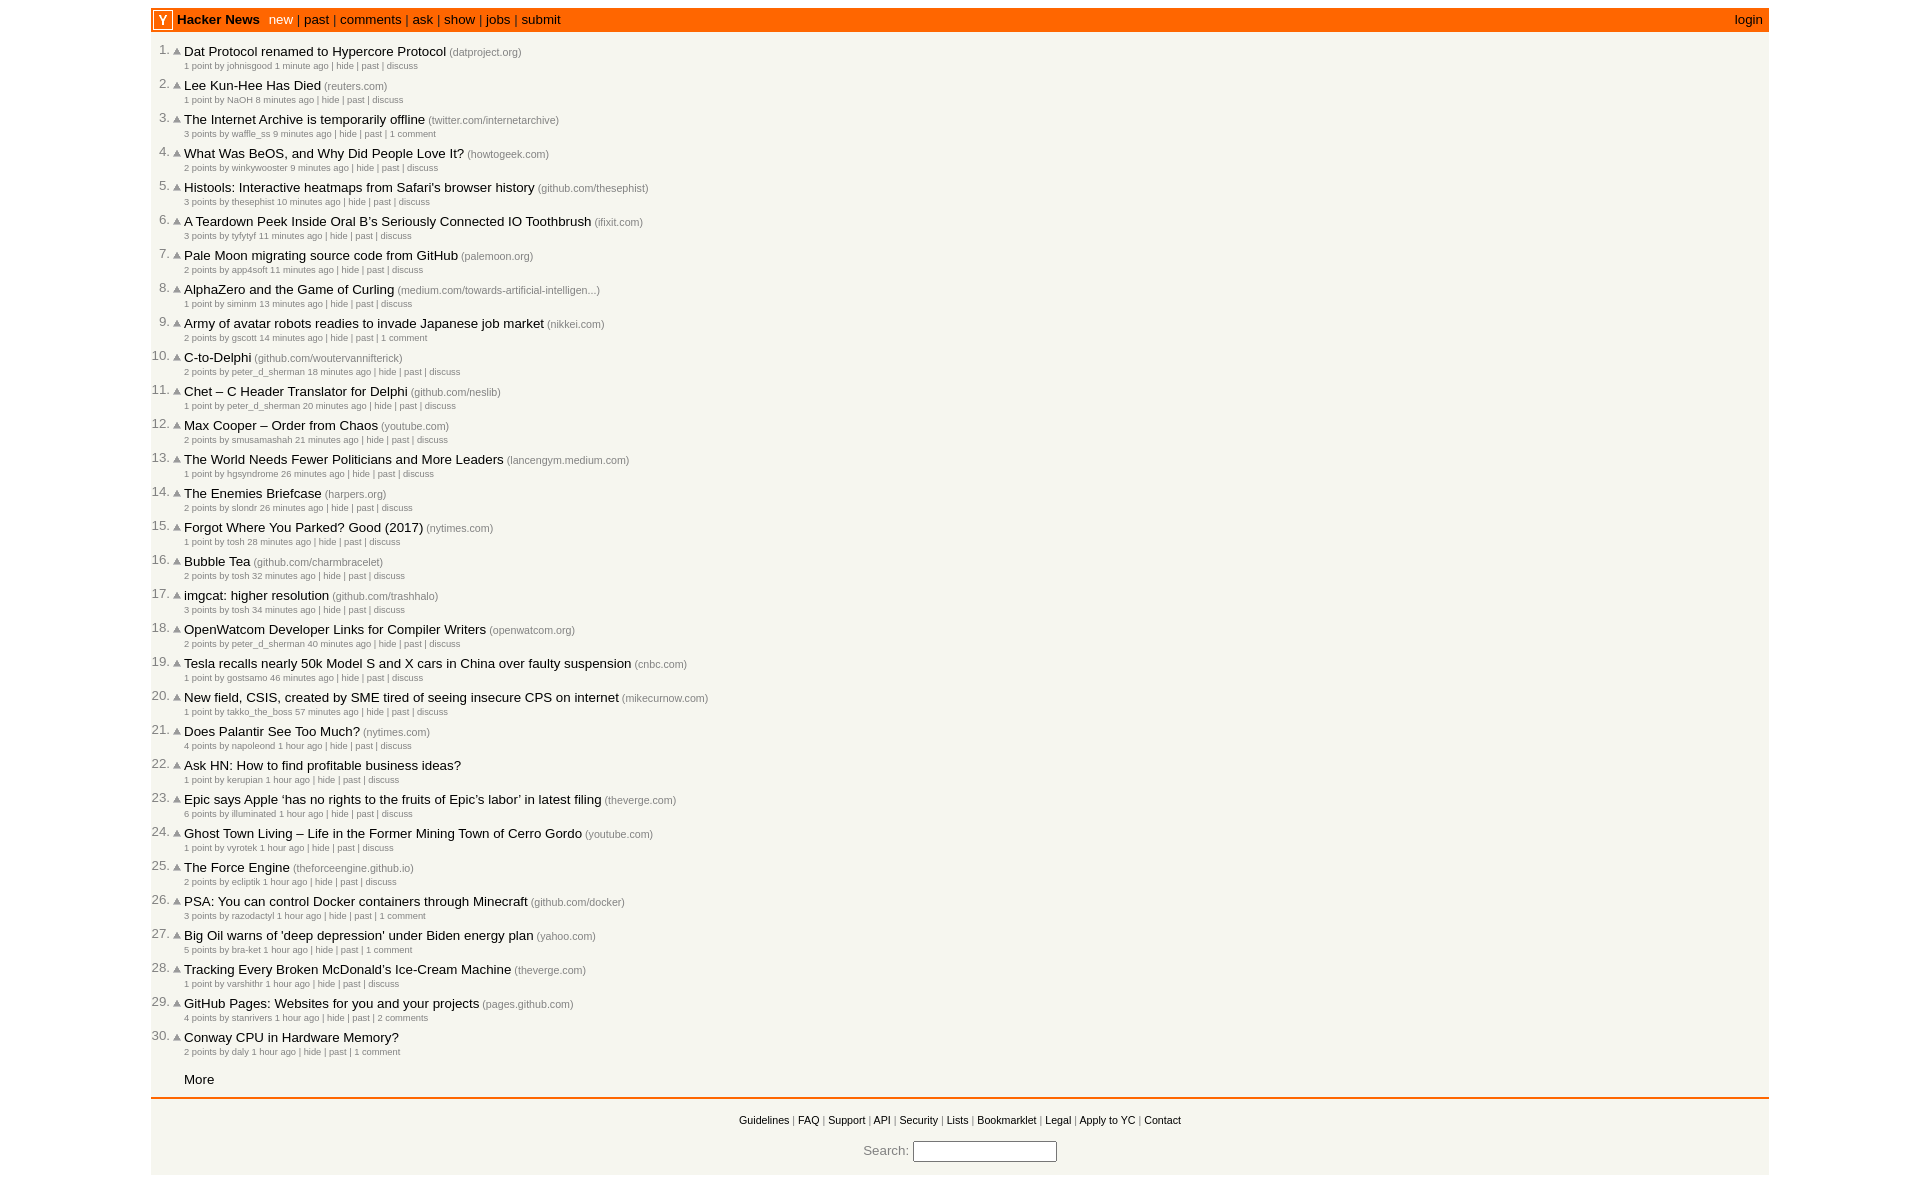 Y Hacker News new | past | comments | ask | show | jobs | submit login
1. Dat Protocol renamed to Hypercore Protocol (datproject.org)
1 point by johnisgood 1 minute ago | hide | past | discuss
2. Lee Kun-Hee Has Died (reuters.com)
1 point by NaOH 8 minutes ago | hide | past | discuss
3. The Internet Archive is temporarily offline (twitter.com/internetarchive)
3 points by waffle_ss 9 minutes ago | hide | past | 1 comment
4. What Was BeOS, and Why Did People Love It? (howtogeek.com)
2 points by winkywooster 9 minutes ago | hide | past | discuss
5. Histools: Interactive heatmaps from Safari's browser history (github.com/thesephist)
3 points by thesephist 10 minutes ago | hide | past | discuss
6. A Teardown Peek Inside Oral B’s Seriously Connected IO Toothbrush (ifixit.com)
3 points by tyfytyf 11 minutes ago | hide | past | discuss
7. Pale Moon migrating source code from GitHub (palemoon.org)
2 points by app4soft 11 minutes ago | hide | past | discuss
8. AlphaZero and the Game of Curling (medium.com/towards-artificial-intelligen...)
1 point by siminm 13 minutes ago | hide | past | discuss
9. Army of avatar robots readies to invade Japanese job market (nikkei.com)
2 points by gscott 14 minutes ago | hide | past | 1 comment
10. C-to-Delphi (github.com/woutervannifterick)
2 points by peter_d_sherman 18 minutes ago | hide | past | discuss
11. Chet – C Header Translator for Delphi (github.com/neslib)
1 point by peter_d_sherman 20 minutes ago | hide | past | discuss
12. Max Cooper – Order from Chaos (youtube.com)
2 points by smusamashah 21 minutes ago | hide | past | discuss
13. The World Needs Fewer Politicians and More Leaders (lancengym.medium.com)
1 point by hgsyndrome 26 minutes ago | hide | past | discuss
14. The Enemies Briefcase (harpers.org)
2 points by slondr 26 minutes ago | hide | past | discuss
15. Forgot Where You Parked? Good (2017) (nytimes.com)
1 point by tosh 28 minutes ago | hide | past | discuss
16. Bubble Tea (github.com/charmbracelet)
2 points by tosh 32 minutes ago | hide | past | discuss
17. imgcat: higher resolution (github.com/trashhalo)
3 points by tosh 34 minutes ago | hide | past | discuss
18. OpenWatcom Developer Links for Compiler Writers (openwatcom.org)
2 points by peter_d_sherman 40 minutes ago | hide | past | discuss
19. Tesla recalls nearly 50k Model S and X cars in China over faulty suspension (cnbc.com)
1 point by gostsamo 46 minutes ago | hide | past | discuss
20. New field, CSIS, created by SME tired of seeing insecure CPS on internet (mikecurnow.com)
1 point by takko_the_boss 57 minutes ago | hide | past | discuss
21. Does Palantir See Too Much? (nytimes.com)
4 points by napoleond 1 hour ago | hide | past | discuss
22. Ask HN: How to find profitable business ideas?
1 point by kerupian 1 hour ago | hide | past | discuss
23. Epic says Apple ‘has no rights to the fruits of Epic’s labor’ in latest filing (theverge.com)
6 points by illuminated 1 hour ago | hide | past | discuss
24. Ghost Town Living – Life in the Former Mining Town of Cerro Gordo (youtube.com)
1 point by vyrotek 1 hour ago | hide | past | discuss
25. The Force Engine (theforceengine.github.io)
2 points by ecliptik 1 hour ago | hide | past | discuss
26. PSA: You can control Docker containers through Minecraft (github.com/docker)
3 points by razodactyl 1 hour ago | hide | past | 1 comment
27. Big Oil warns of 'deep depression' under Biden energy plan (yahoo.com)
5 points by bra-ket 1 hour ago | hide | past | 1 comment
28. Tracking Every Broken McDonald’s Ice-Cream Machine (theverge.com)
1 point by varshithr 1 hour ago | hide | past | discuss
29. GitHub Pages: Websites for you and your projects (pages.github.com)
4 points by stanrivers 1 hour ago | hide | past | 2 comments
30. Conway CPU in Hardware Memory?
2 points by daly 1 hour ago | hide | past | 1 comment
More
Guidelines | FAQ | Support | API | Security | Lists | Bookmarklet | Legal | Apply to YC | Contact
Search: